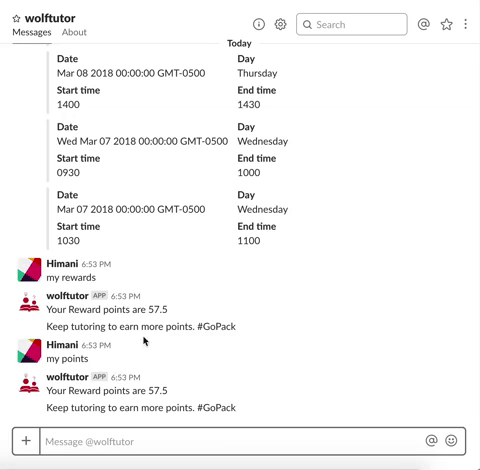 wolftutor
Messages About
Search
Today
Date Day
Mar 08 2018 00:00:00 GMT-0500 Thursday
Start time End time
1400 1430
Date Day
Wed Mar 07 2018 00:00:00 GMT-0500 Wednesday
Start time End time
0930 1000
Date Day
Mar 07 2018 00:00:00 GMT-0500 Wednesday
Start time End time
1030 1100
Himani 6:53 PM
my rewards
wolftutor APP 6:53 PM
Your Reward points are 57.5
Keep tutoring to earn more points. #GoPack
Himani 6:53 PM
my points
wolftutor APP 6:53 PM
Your Reward points are 57.5
Keep tutoring to earn more points. #GoPack
Message @wolftutor